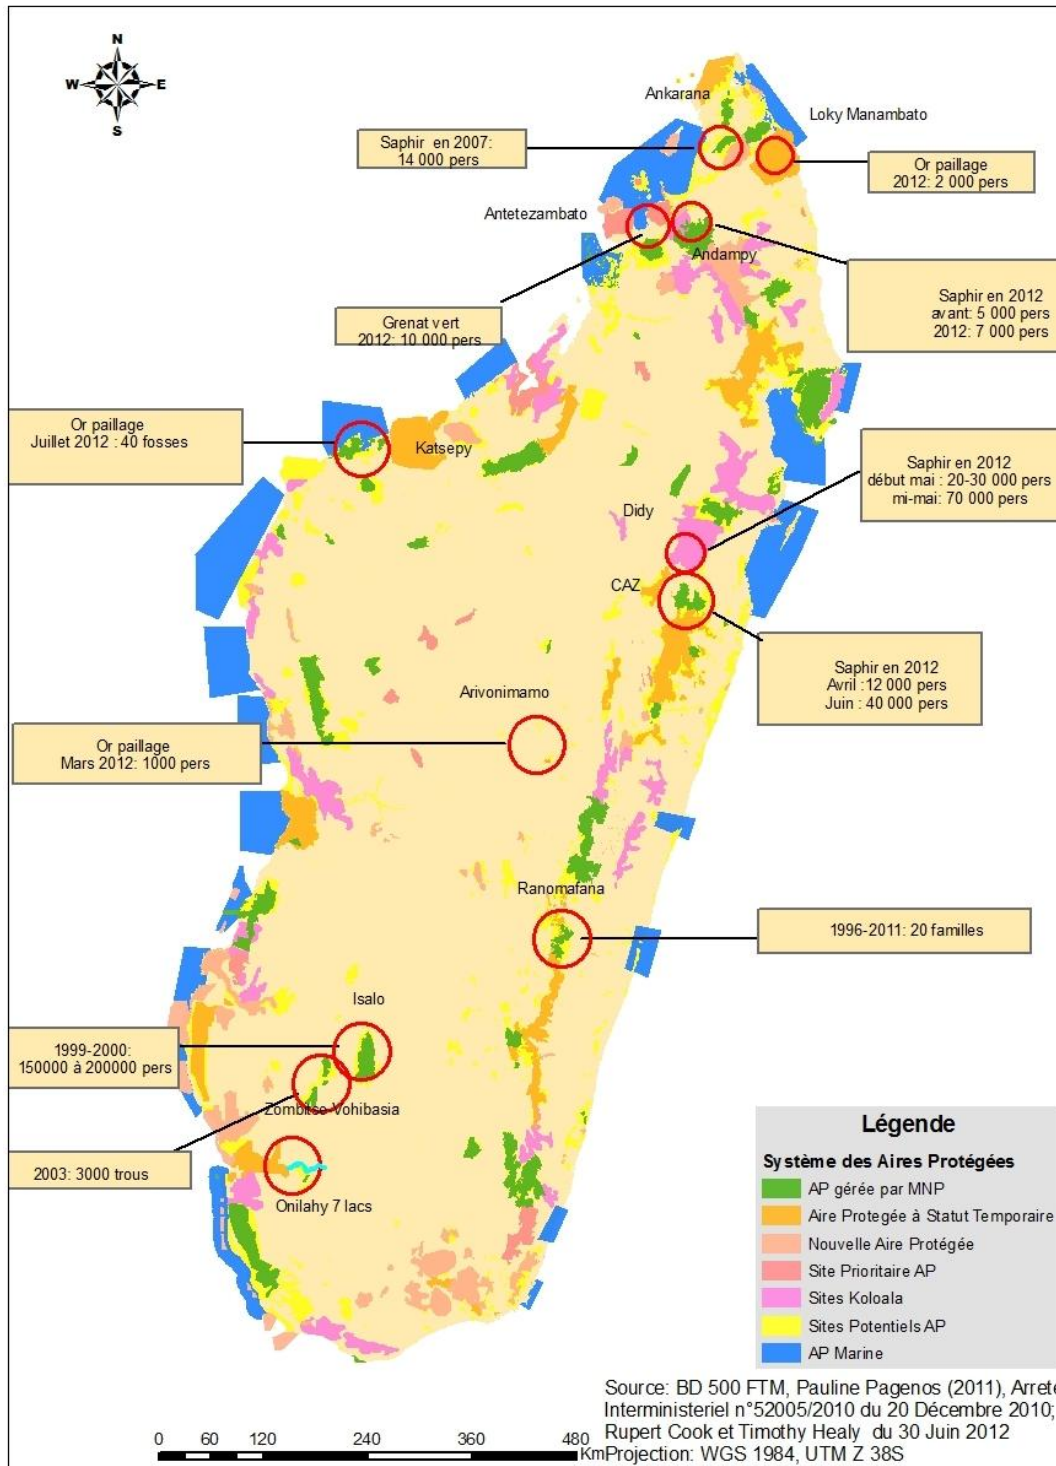 N
W
E
S
Ankarana
Loky Manambato
Saphir en 2007:
14 000 pers
Or paillage
2012: 2 000 pers
Antetezambato
Andampy
Saphir en 2012
avant: 5 000 pers
2012: 7 000 pers
Grenat vert
2012: 10 000 pers
Or paillage
Juillet 2012 : 40 fosses
Katsepy
Saphir en 2012
début mai : 20-30 000 pers
mi-mai: 70 000 pers
Didy
CAZ
Saphir en 2012
Avril : 12 000 pers
Juin : 40 000 pers
Arivonimamo
Or paillage
Mars 2012: 1000 pers
Ranomafana
1996-2011: 20 familles
Isalo
1999-2000:
150000 à 200000 pers
Zombitse Vohibasia
2003: 3000 trous
Onilahy 7 lacs
Légende
Système des Aires Protégées
AP gérée par MNP
Aire Protegée à Statut Temporaire
Nouvelle Aire Protégée
Site Prioritaire AP
Sites Koloala
Sites Potentiels AP
AP Marine
Source: BD 500 FTM, Pauline Pagenos (2011), Arrete
Interministeriel n°52005/2010 du 20 Décembre 2010;
Rupert Cook et Timothy Healy du 30 Juin 2012
Projection: WGS 1984, UTM Z 38S
0 60 120 240 360 480
Km